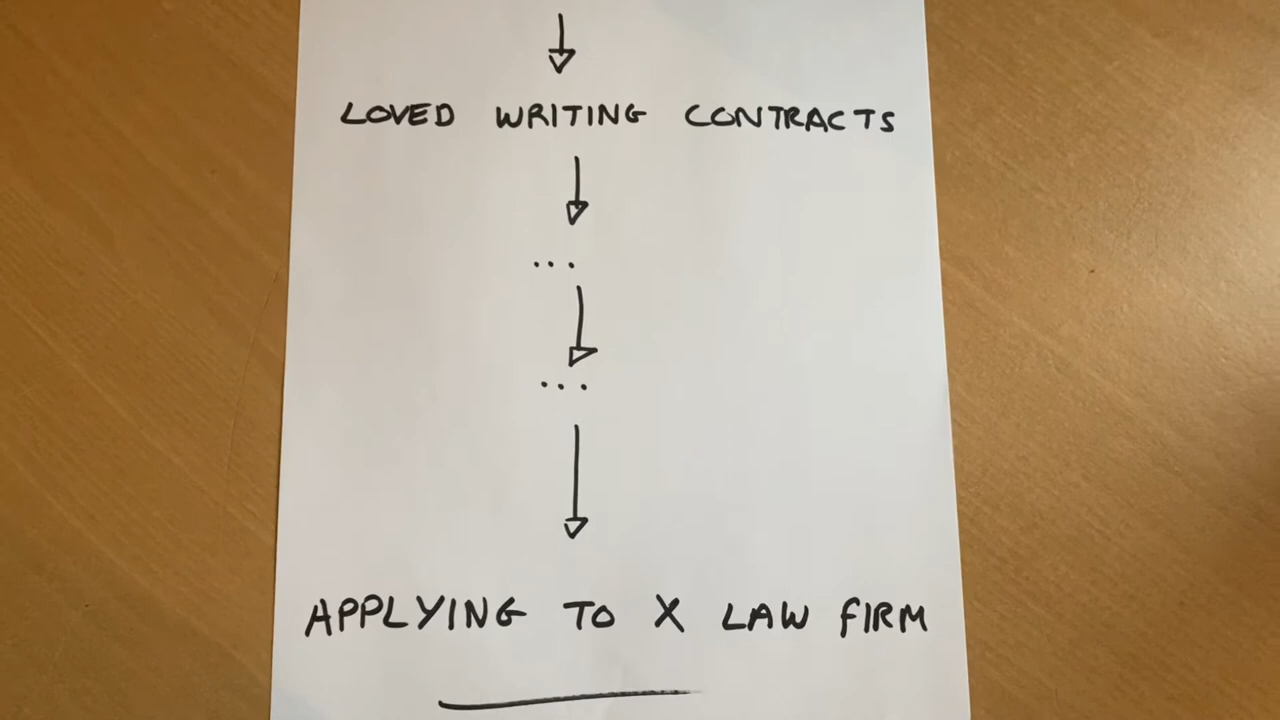 LOVED WRITING CONTRACTS
...
...
APPLYING TO X LAW FIRM